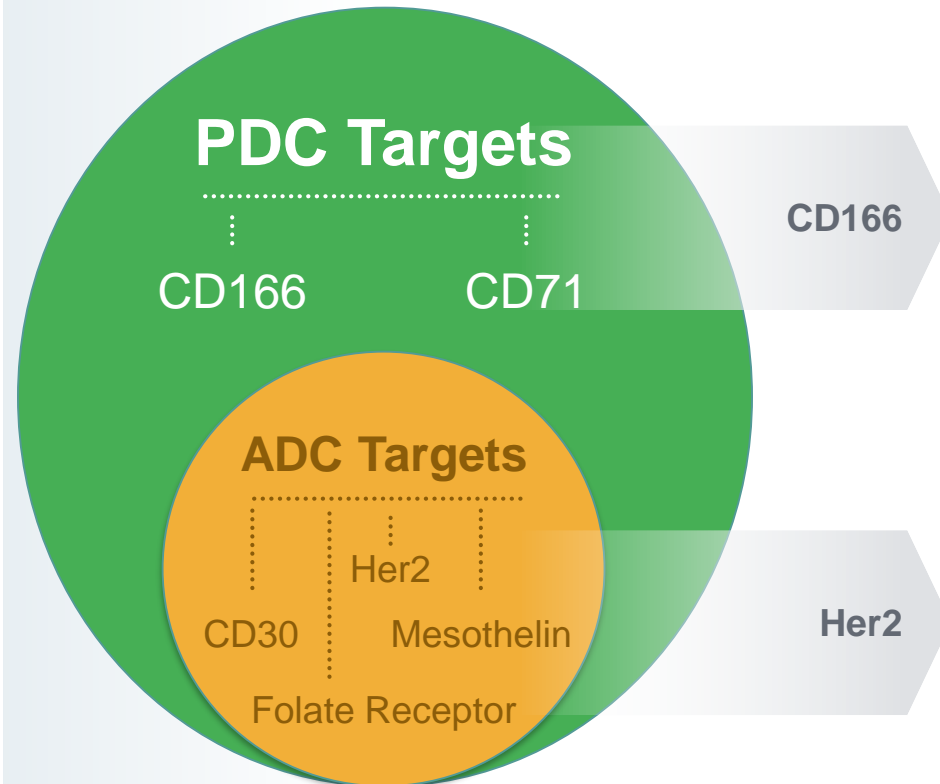 PDC Targets
CD166
CD166
CD71
ADC Targets
Her2
CD30
Mesothelin
Her2
Folate Receptor